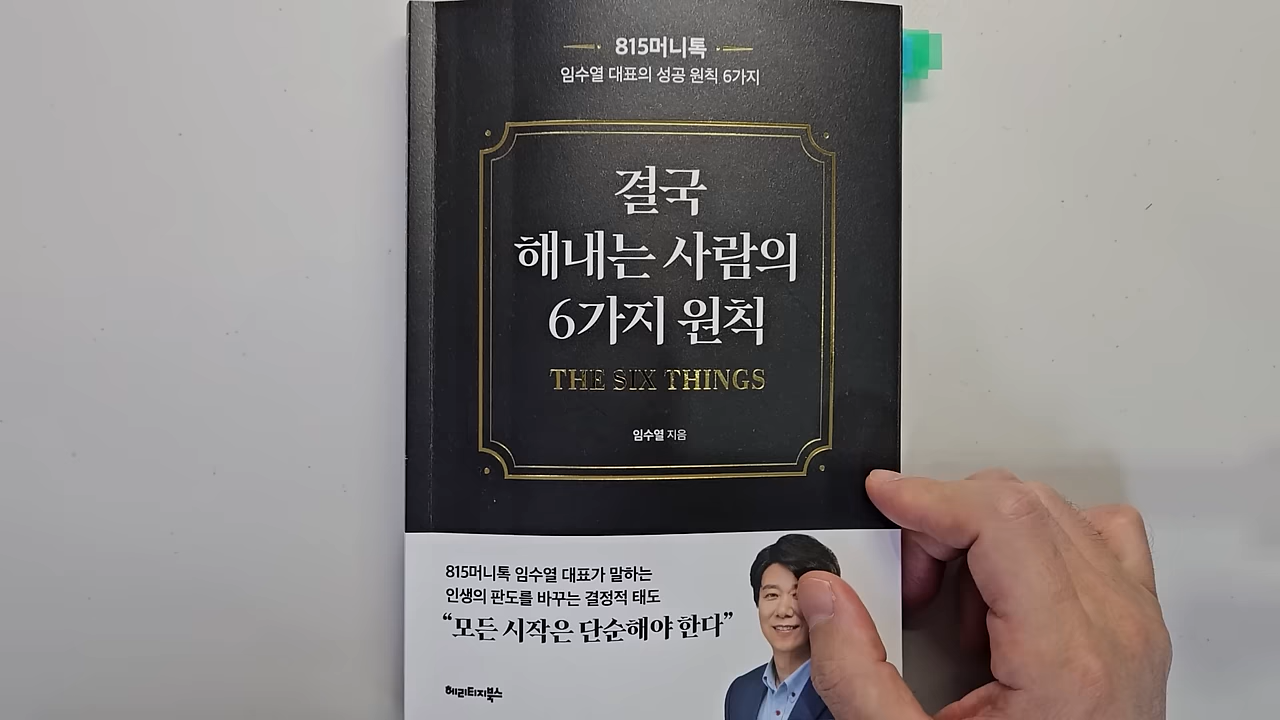 815머니톡
임수열 대표의 성공 원칙 6가지
결국
해내는 사람의
6가지 원칙
THE SIX THINGS
임수열 지음
815머니톡 임수열 대표가 말하는
인생의 판도를 바꾸는 결정적 태도
“모든 시작은 단순해야 한다”
헤리티지북스